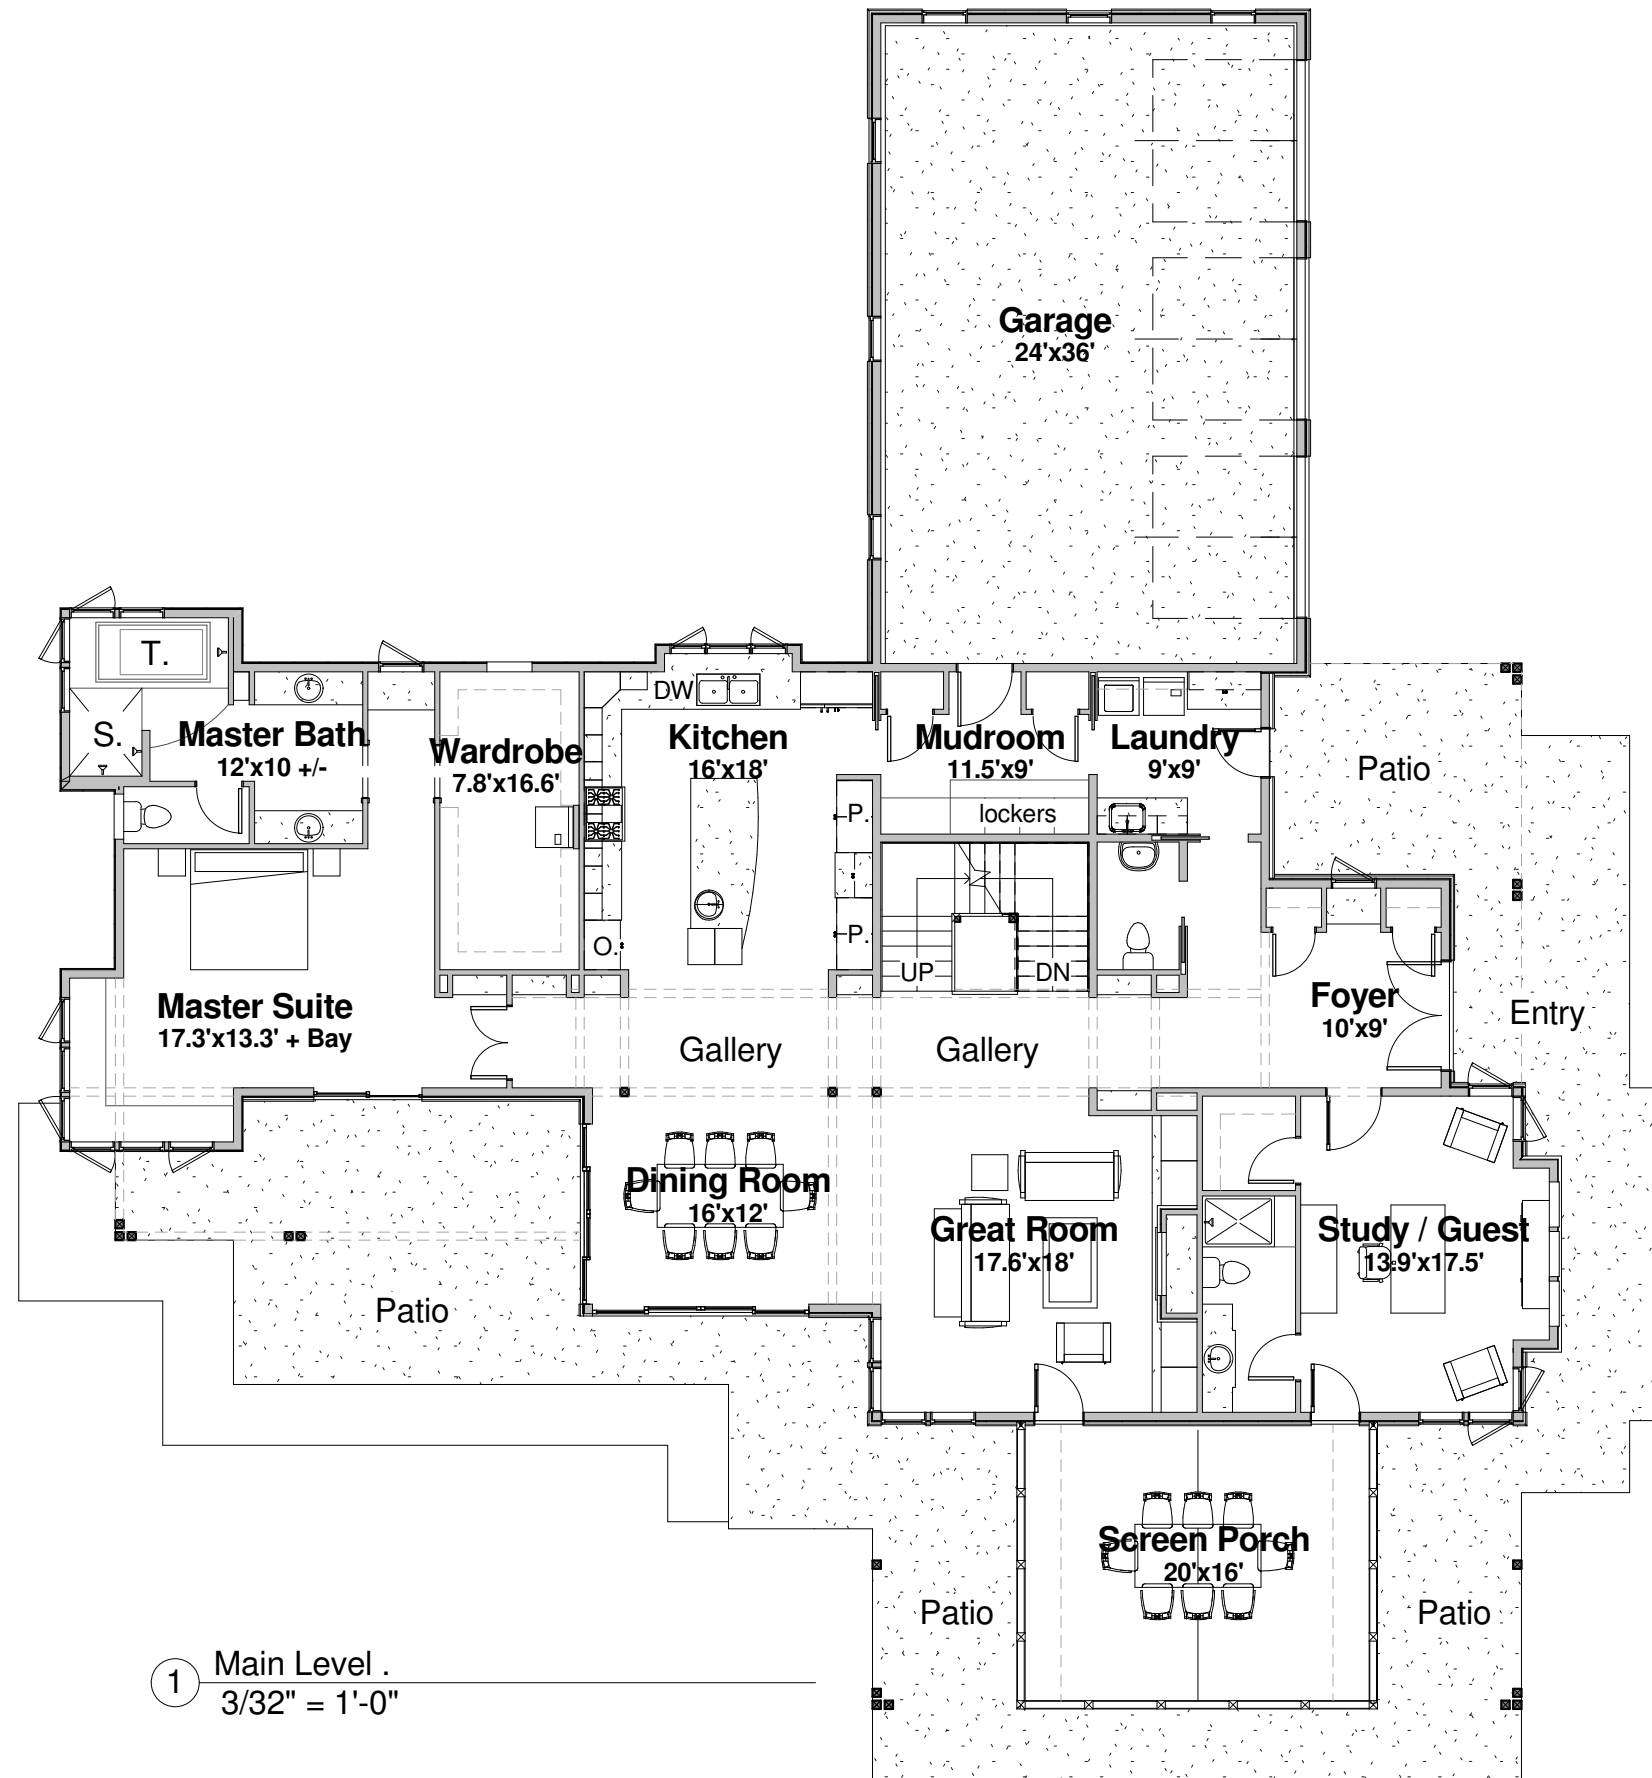 Garage
24'x36'
T.
S.
Master Bath
12'x10 +/-
Wardrobe
7.8'x16.6'
DW
Kitchen
16'x18'
Mudroom
11.5'x9'
Laundry
9'x9'
Patio
P.
lockers
O.
P.
UP
DN
Master Suite
17.3'x13.3' + Bay
Gallery
Gallery
Foyer
10'x9'
Entry
Dining Room
16'x12'
Great Room
17.6'x18'
Study / Guest
13.9'x17.5'
Patio
Screen Porch
20'x16'
Patio
Patio
1
Main Level .
3/32" = 1'-0"